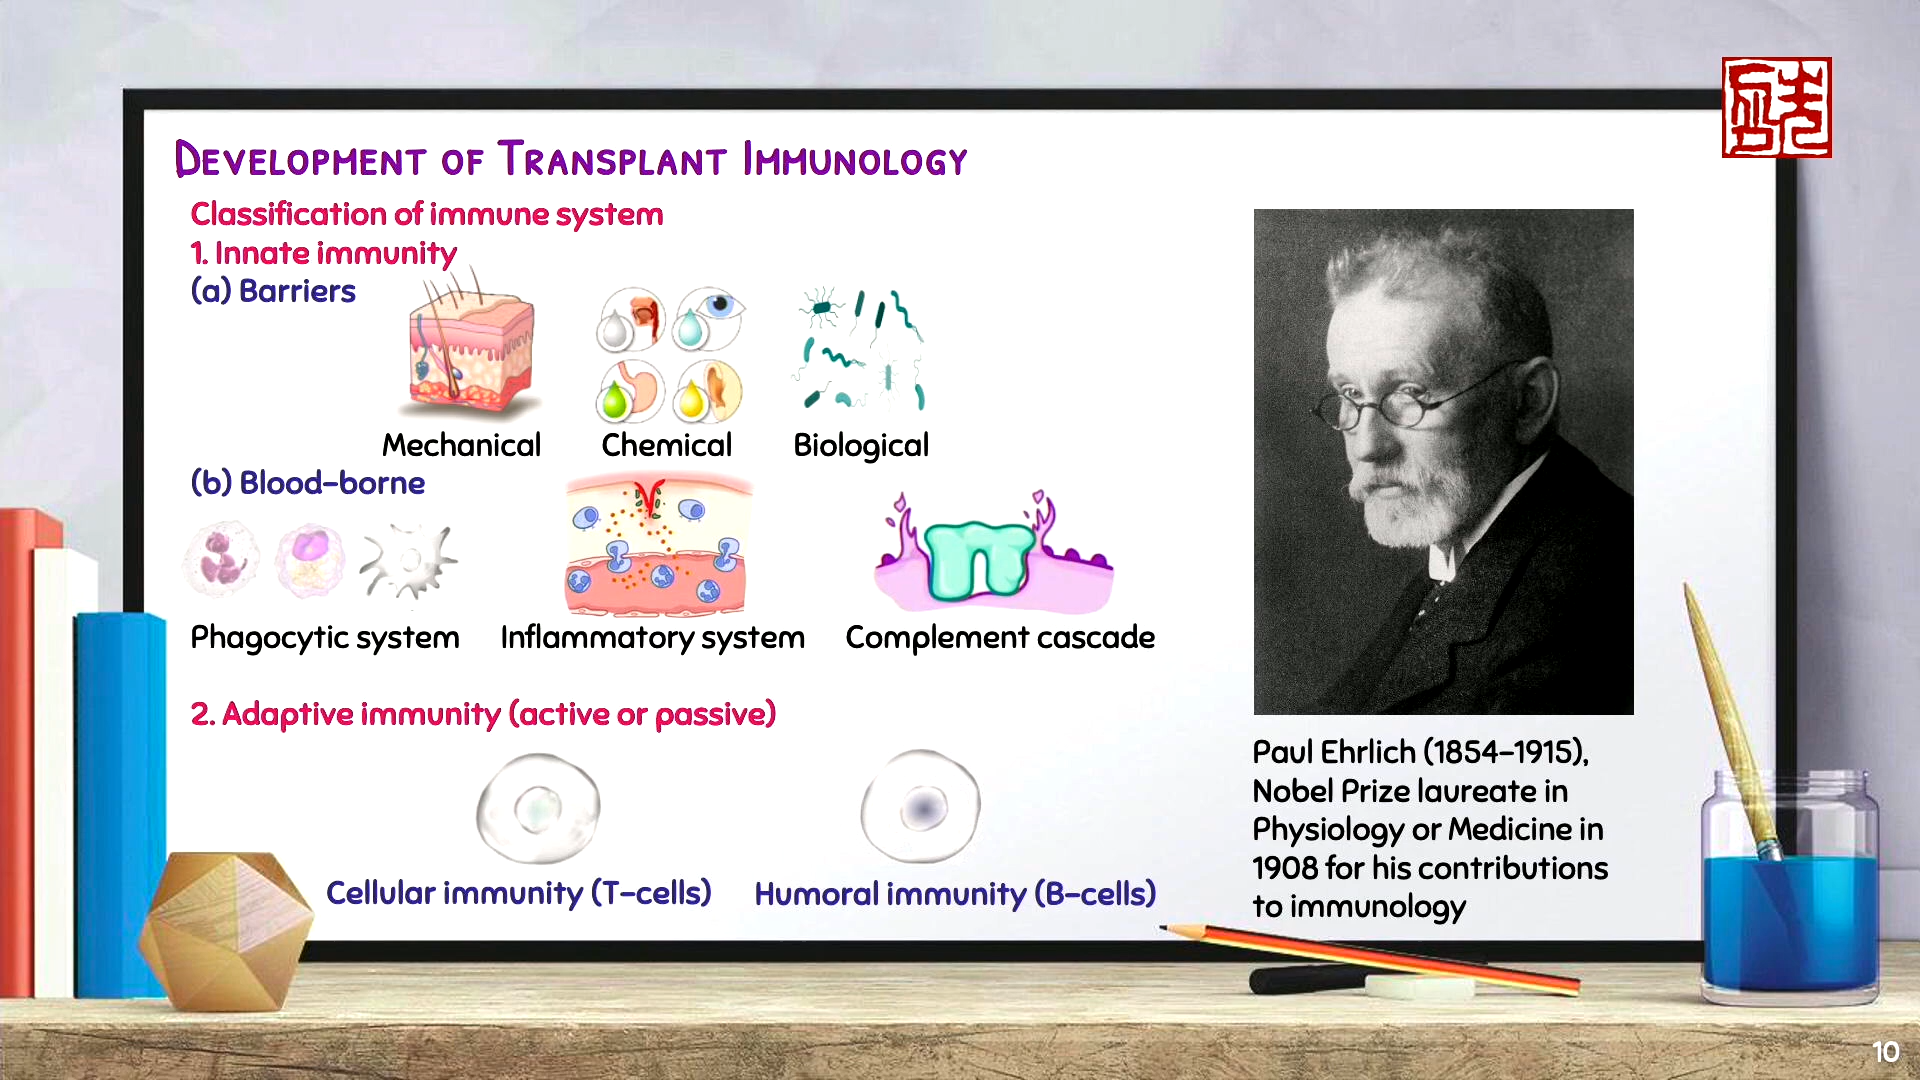 Development of Transplant Immunology
Classification of immune system
1. Innate immunity
(a) Barriers
Mechanical
Chemical
Biological
(b) Blood-borne
Phagocytic system
Inflammatory system
Complement cascade
2. Adaptive immunity (active or passive)
Cellular immunity (T-cells)
Humoral immunity (B-cells)
Paul Ehrlich (1854-1915),
Nobel Prize laureate in
Physiology or Medicine in
1908 for his contributions
to immunology
10